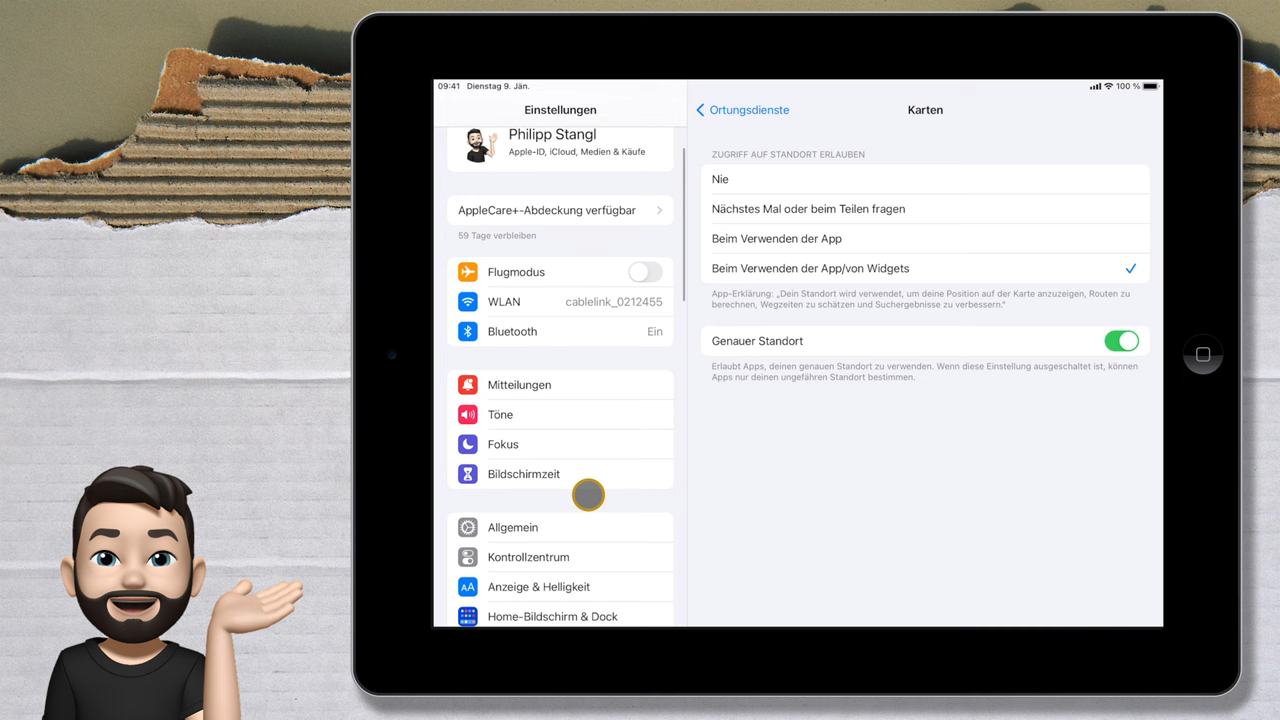 09:41 Dienstag 9. Jän.
100 %
Einstellungen
Philipp Stangl
Apple-ID, iCloud, Medien & Käufe
AppleCare+-Abdeckung verfügbar
59 Tage verbleiben
Flugmodus
WLAN cablelink_0212455
Bluetooth Ein
Mitteilungen
Töne
Fokus
Bildschirmzeit
Allgemein
Kontrollzentrum
AA Anzeige & Helligkeit
Home-Bildschirm & Dock
Ortungsdienste
Karten
ZUGRIFF AUF STANDORT ERLAUBEN
Nie
Nächstes Mal oder beim Teilen fragen
Beim Verwenden der App
Beim Verwenden der App/von Widgets
App-Erklärung: „Dein Standort wird verwendet, um deine Position auf der Karte anzuzeigen, Routen zu
berechnen, Wegzeiten zu schätzen und Suchergebnisse zu verbessern.“
Genauer Standort
Erlaubt Apps, deinen genauen Standort zu verwenden. Wenn diese Einstellung ausgeschaltet ist, können
Apps nur deinen ungefähren Standort bestimmen.